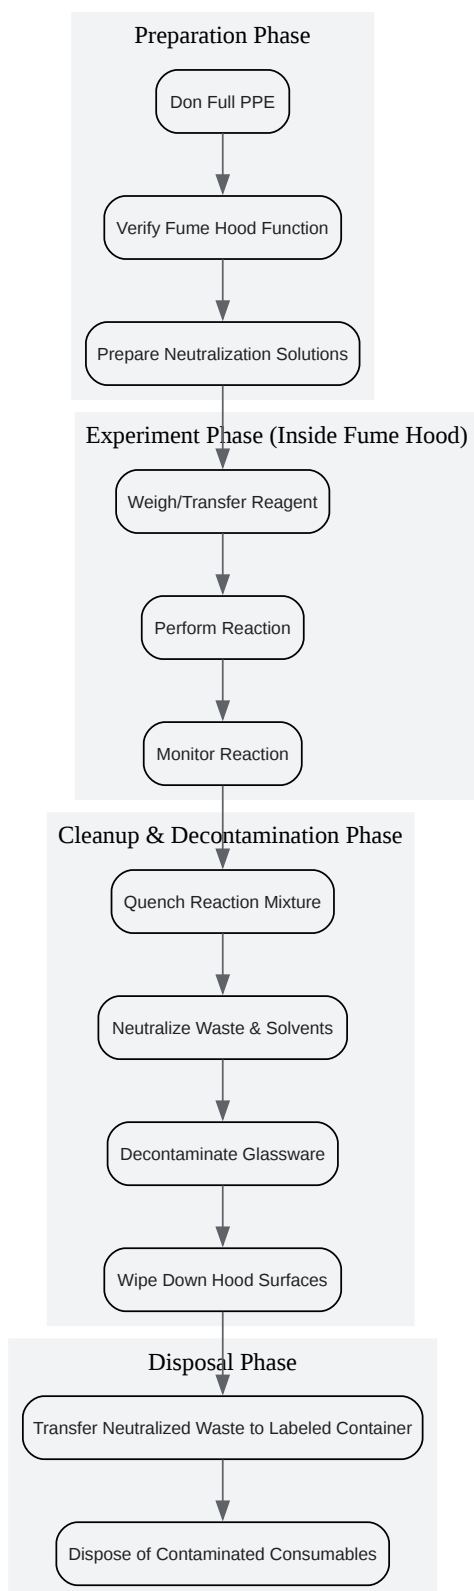 Preparation Phase
Don Full PPE
Verify Fume Hood Function
Prepare Neutralization Solutions
Experiment Phase (Inside Fume Hood)
Weigh/Transfer Reagent
Perform Reaction
Monitor Reaction
Cleanup & Decontamination Phase
Quench Reaction Mixture
Neutralize Waste & Solvents
Decontaminate Glassware
Wipe Down Hood Surfaces
Disposal Phase
Transfer Neutralized Waste to Labeled Container
Dispose of Contaminated Consumables